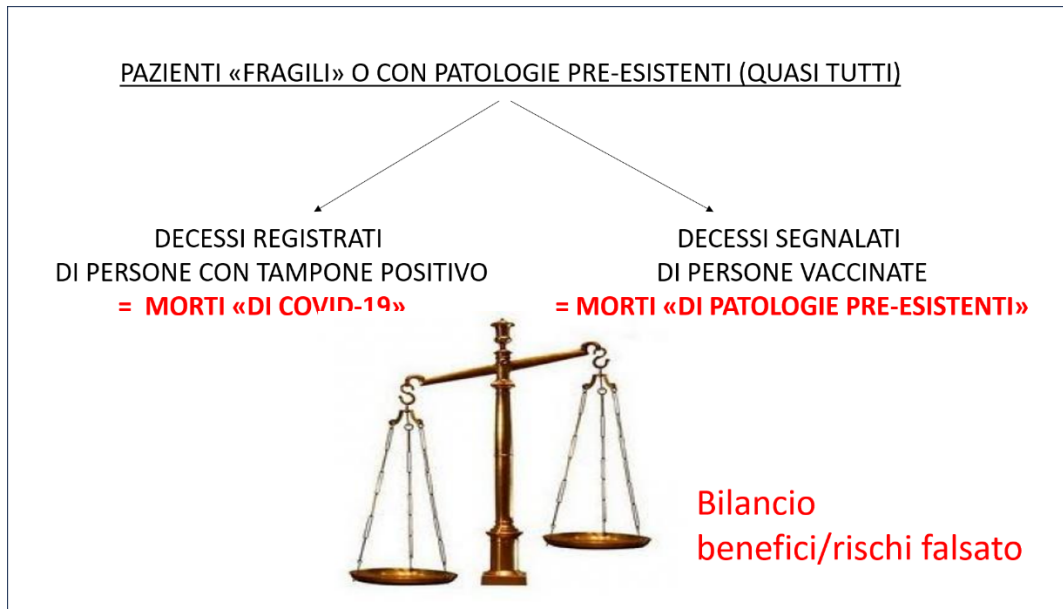 PAZIENTI «FRAGILI» O CON PATOLOGIE PRE-ESISTENTI (QUASI TUTTI)
DECESSI REGISTRATI
DI PERSONE CON TAMPONE POSITIVO
= MORTI «DI COVID-19»
DECESSI SEGNALATI
DI PERSONE VACCINATE
= MORTI «DI PATOLOGIE PRE-ESISTENTI»
Bilancio
benefici/rischi falsato